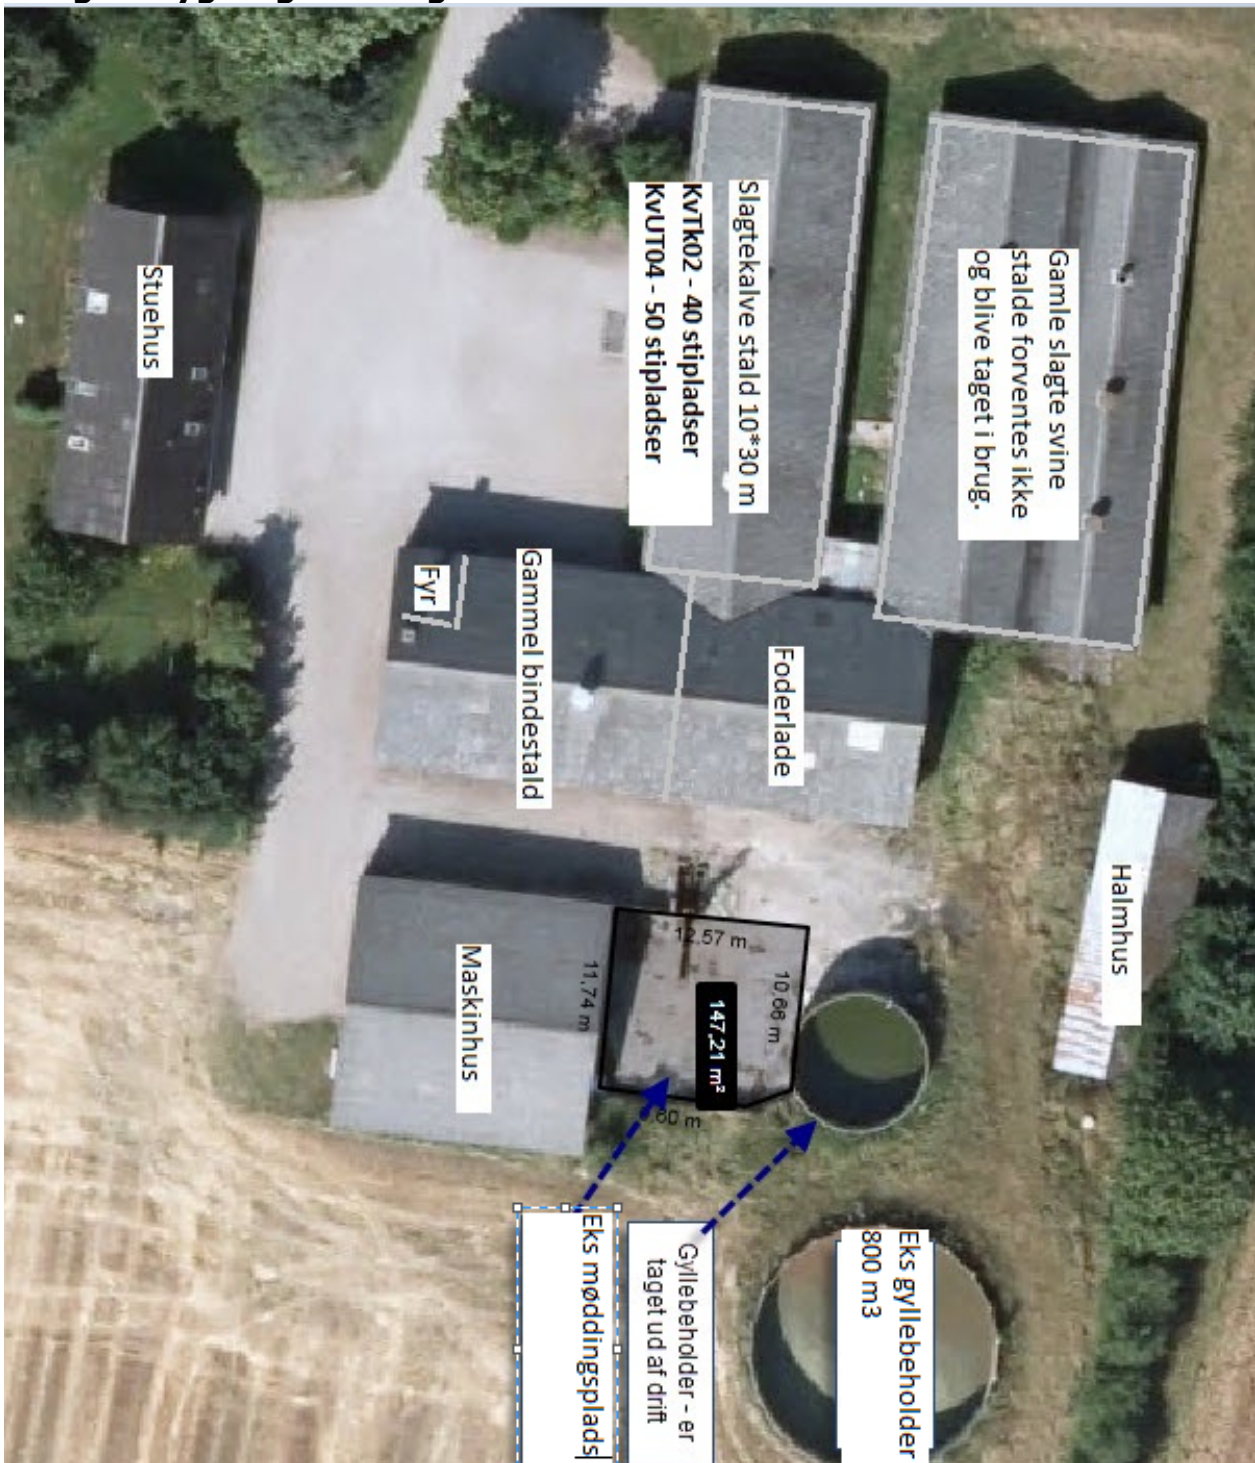 Gamle slagte svine
stalde forventes ikke
og blive taget i brug.
Slagtekalve stald 10*30 m
KvTk02 - 40 stipladser
KvUT04 - 50 stipladser
Stuehus
Fyr
Gammel bindestald
Foderlade
Halmhus
Maskinhus
12,57 m
10,66 m
11,74 m
147,21 m²
60 m
Eks gyllebeholder
800 m3
Gyllebeholder - er
taget ud af drift
Eks møddingsplads